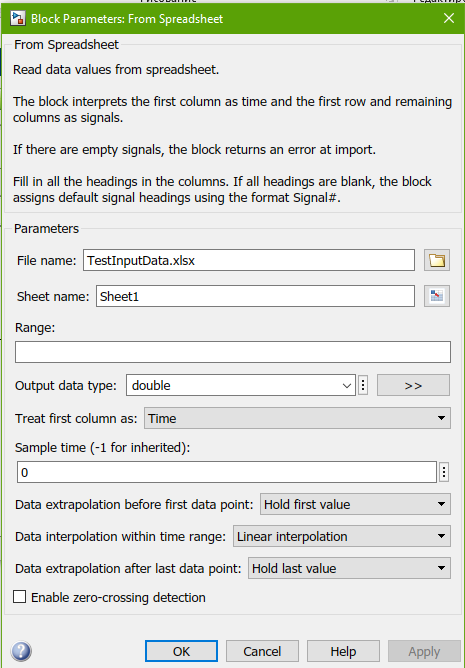 Block Parameters: From Spreadsheet
From Spreadsheet
Read data values from spreadsheet.
The block interprets the first column as time and the first row and remaining
columns as signals.
If there are empty signals, the block returns an error at import.
Fill in all the headings in the columns. If all headings are blank, the block
assigns default signal headings using the format Signal#.
Parameters
File name: TestInputData.xlsx
Sheet name: Sheet1
Range:
Output data type: double >>
Treat first column as: Time
Sample time (-1 for inherited):
0
Data extrapolation before first data point: Hold first value
Data interpolation within time range: Linear interpolation
Data extrapolation after last data point: Hold last value
Enable zero-crossing detection
OK Cancel Help Apply